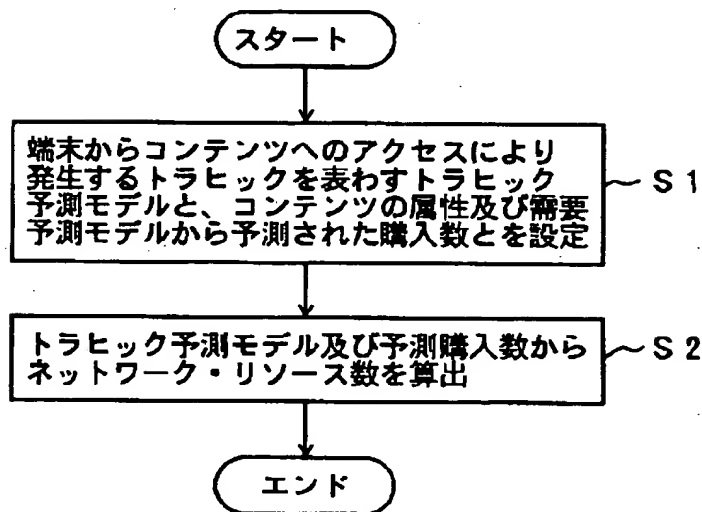 スタート
端末からコンテンツへのアクセスにより
発生するトラヒックを表わすトラヒック
予測モデルと、コンテンツの属性及び需要
予測モデルから予測された購入数とを設定
S1
トラヒック予測モデル及び予測購入数から
ネットワーク・リソース数を算出
S2
エンド